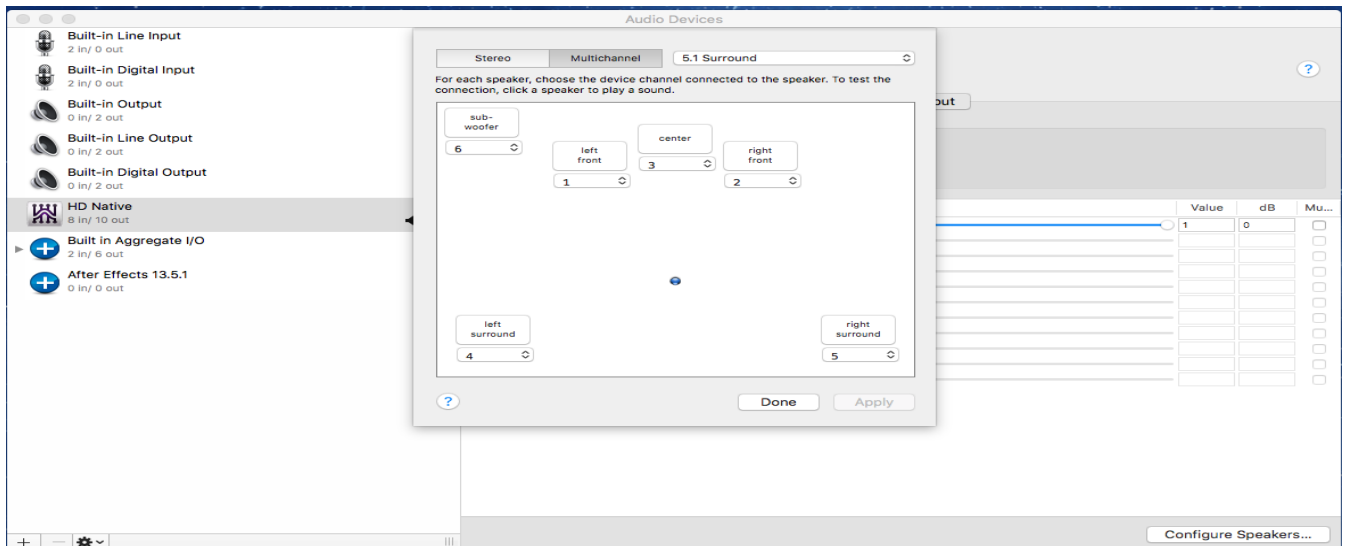 Audio Devices
Built-in Line Input
2 in/ 0 out
Built-in Digital Input
2 in/ 0 out
Built-in Output
0 in/ 2 out
Built-in Line Output
0 in/ 2 out
Built-in Digital Output
0 in/ 2 out
HD Native
8 in/ 10 out
Built in Aggregate I/O
2 in/ 6 out
After Effects 13.5.1
0 in/ 0 out
Stereo Multichannel 5.1 Surround
For each speaker, choose the device channel connected to the speaker. To test the
connection, click a speaker to play a sound.
sub-
woofer
6
left
front
1
center
3
right
front
2
left
surround
4
right
surround
5
?
Done
Apply
?
put
Value dB Mu...
1 0
Configure Speakers...